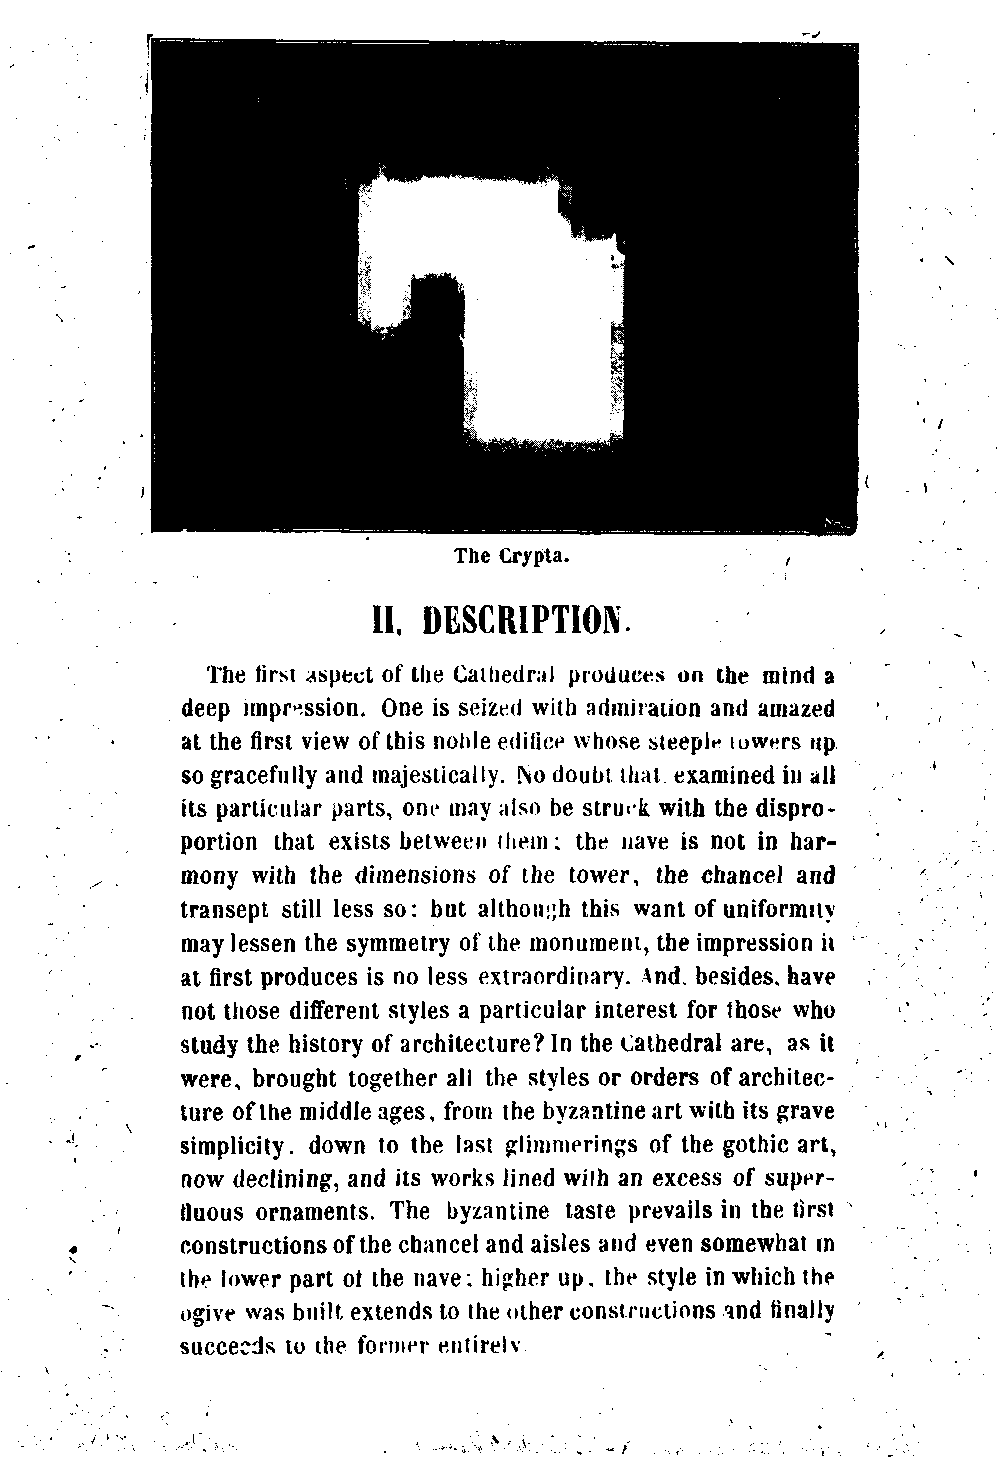 The Crypta.
II. DESCRIPTION.
The first aspect of the Cathedral produces on the mind a
deep impression. One is seized with admiration and amazed
at the first view of this noble edifice whose steeple towers up
so gracefully and majestically. No doubt that examined in all
its particular parts, one may also be struck with the dispro-
portion that exists between them; the nave is not in har-
mony with the dimensions of the tower, the chancel and
transept still less so: but although this want of uniformity
may lessen the symmetry of the monument, the impression it
at first produces is no less extraordinary. And, besides, have
not those different styles a particular interest for those who
study the history of architecture? In the Cathedral are, as it
were, brought together all the styles or orders of architec-
ture of the middle ages, from the byzantine art with its grave
simplicity, down to the last glimmerings of the gothic art,
now declining, and its works lined with an excess of super-
fluous ornaments. The byzantine taste prevails in the first
constructions of the chancel and aisles and even somewhat in
the lower part of the nave; higher up, the style in which the
ogive was built extends to the other constructions and finally
succeeds to the former entirely